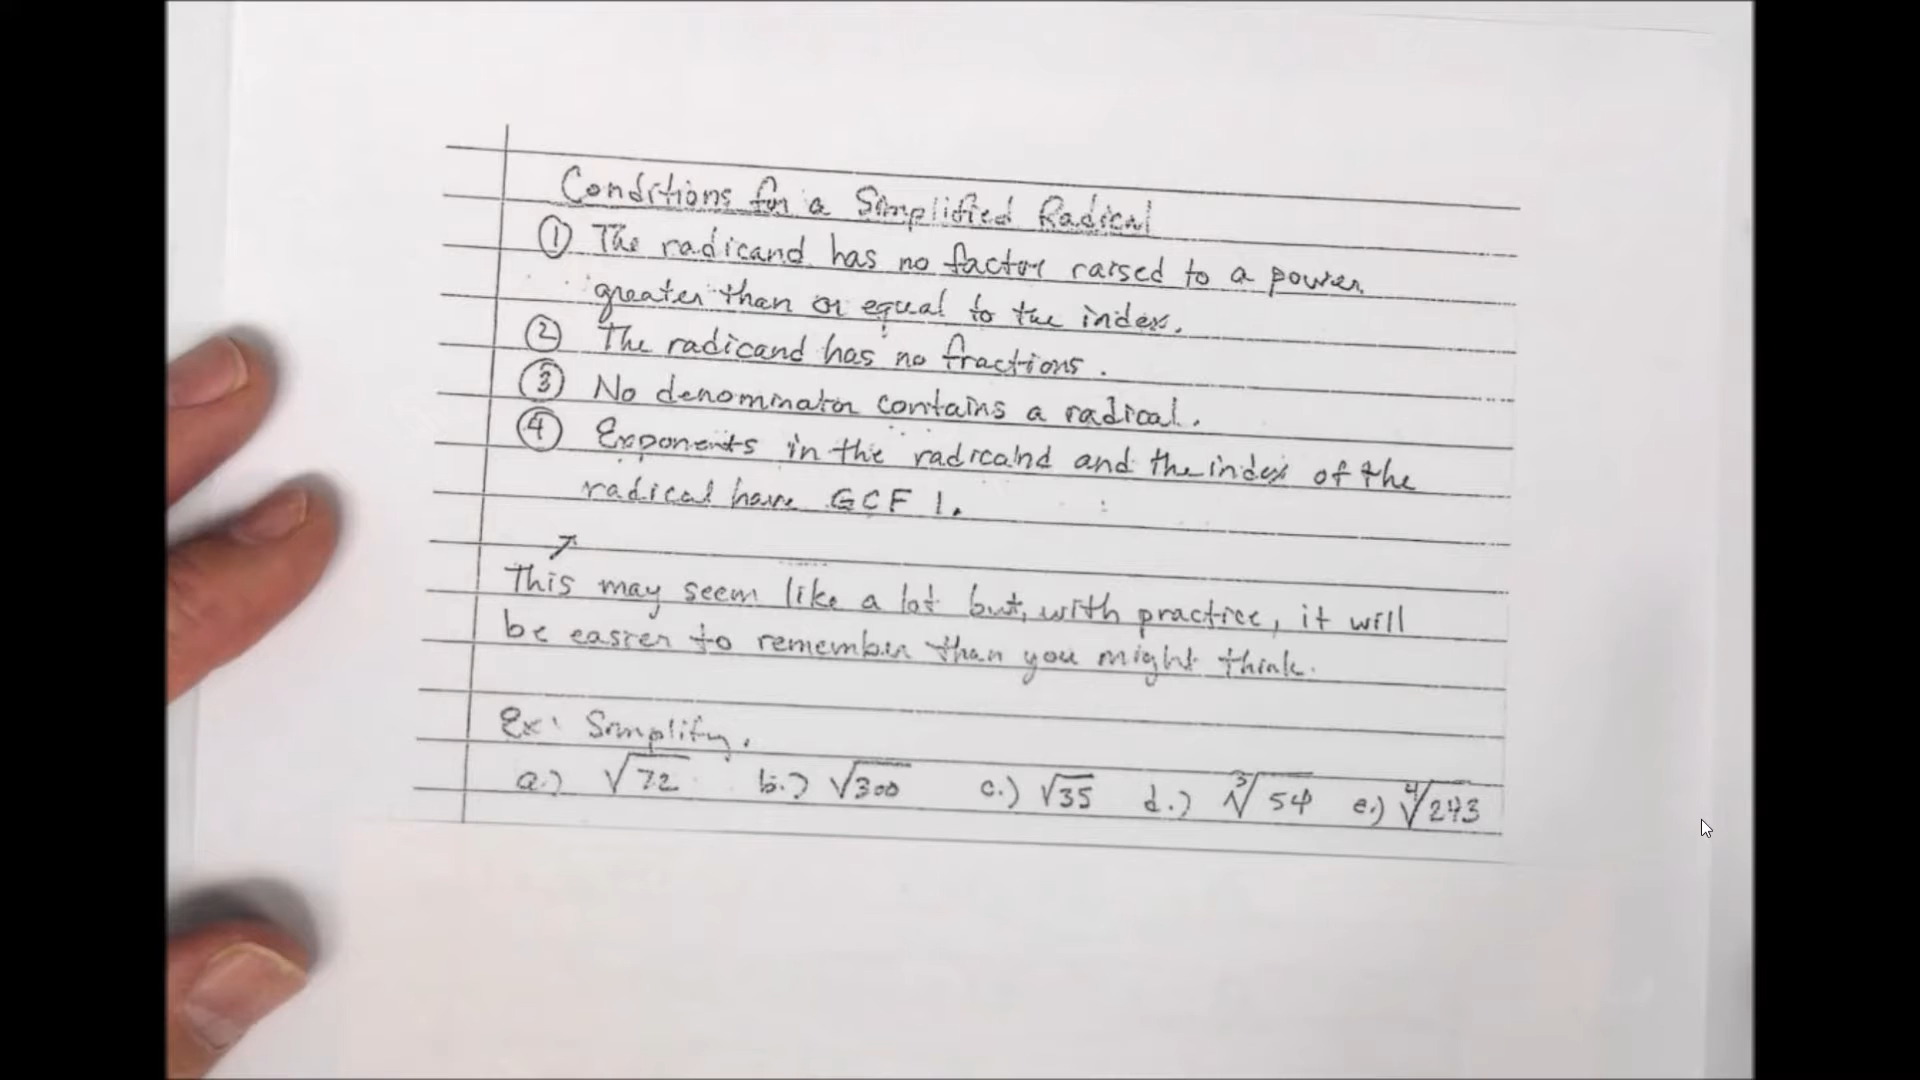 Conditions for a Simplified Radical
① The radicand has no factor raised to a power
greater than or equal to the index.
② The radicand has no fractions.
③ No denominator contains a radical.
④ Exponents in the radicand and the index of the
radical have GCF 1.
↗
This may seem like a lot but, with practice, it will
be easier to remember than you might think.
Ex: Simplify.
a.) √72 b.) √300 c.) √35 d.) ∛54 e.) ∜243